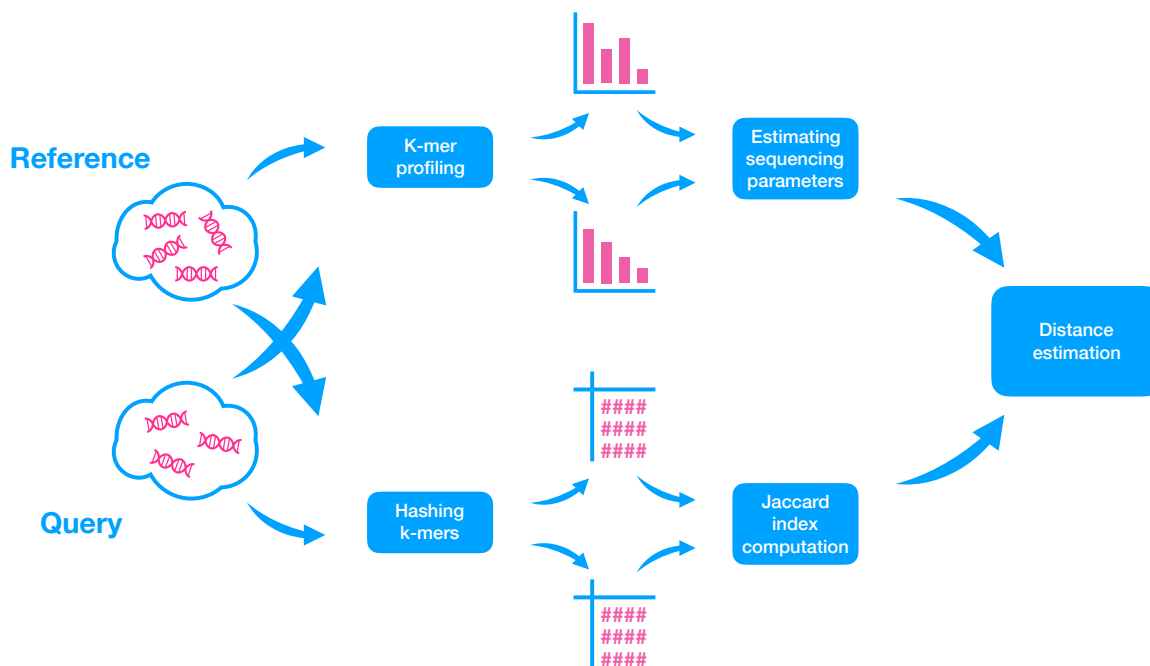 Reference
K-mer
profiling
Estimating
sequencing
parameters
Distance
estimation
####
####
####
Query
Hashing
k-mers
Jaccard
index
computation
####
####
####